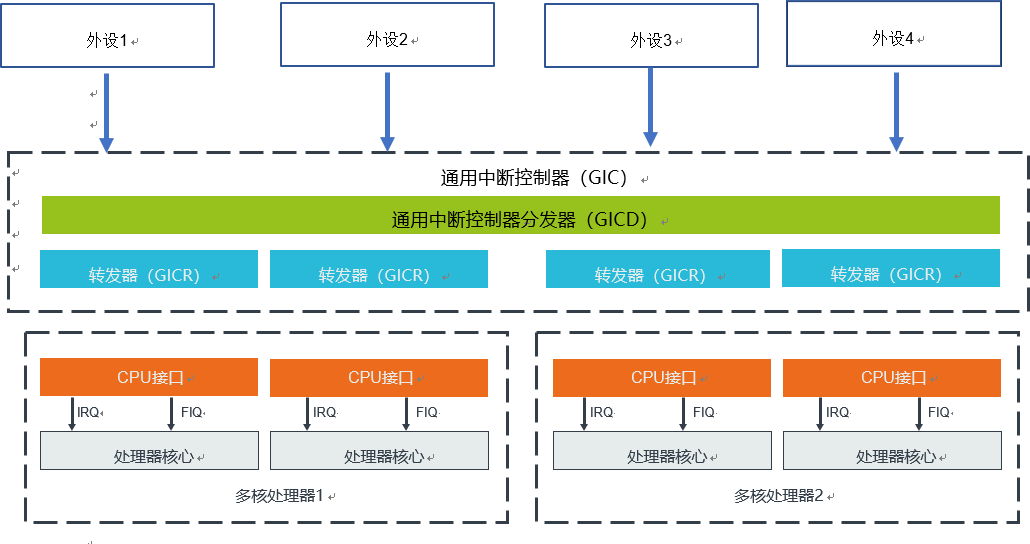 外设1
外设2
外设3
外设4
通用中断控制器（GIC）
通用中断控制器分发器（GICD）
转发器（GICR）
转发器（GICR）
转发器（GICR）
转发器（GICR）
CPU接口
CPU接口
CPU接口
CPU接口
IRQ
FIQ
IRQ
FIQ
IRQ
FIQ
IRQ
FIQ
处理器核心
处理器核心
处理器核心
处理器核心
多核处理器1
多核处理器2